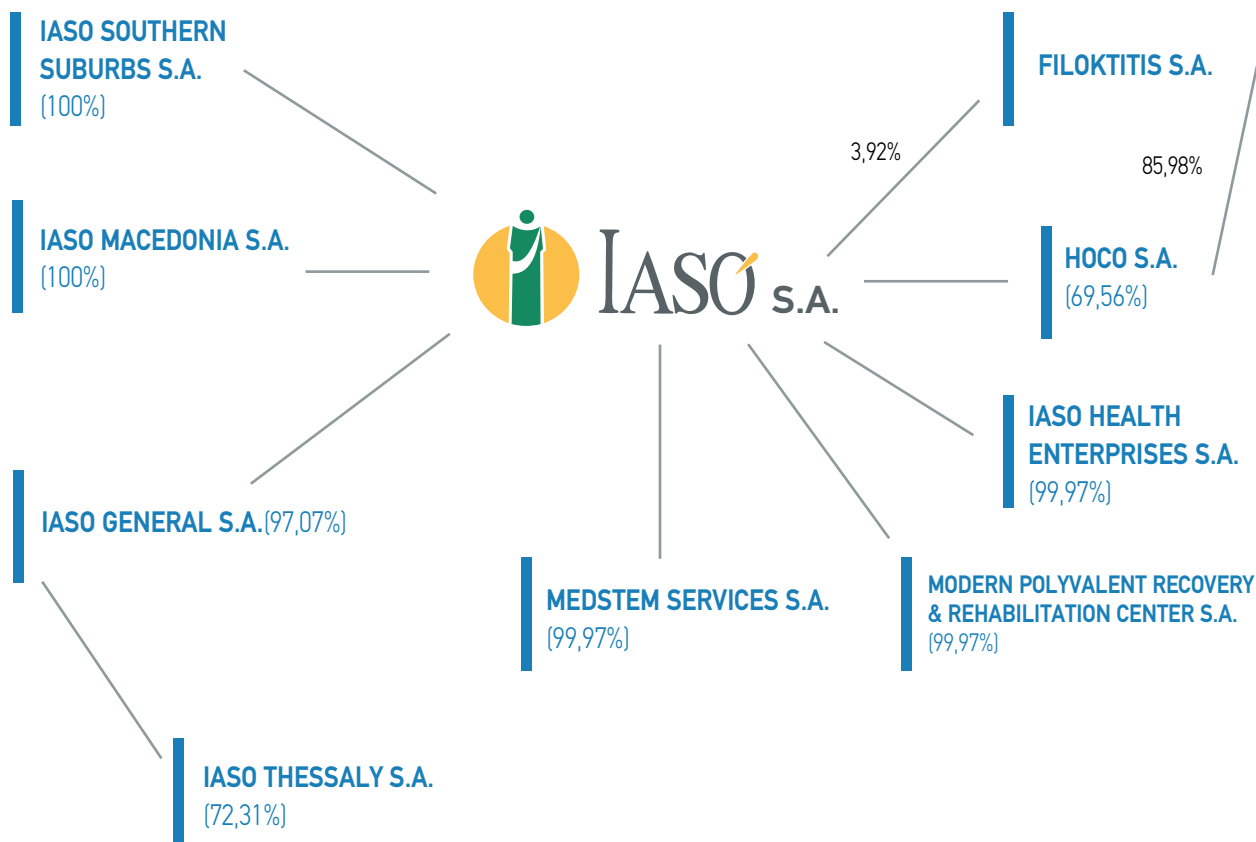 IASO SOUTHERN
SUBURBS S.A.
(100%)
FILOKTITIS S.A.
3,92%
85,98%
IASO MACEDONIA S.A.
(100%)
IASÓ S.A.
HOCO S.A.
(69,56%)
IASO HEALTH
ENTERPRISES S.A.
(99,97%)
IASO GENERAL S.A.(97,07%)
MEDSTEM SERVICES S.A.
(99,97%)
MODERN POLYVALENT RECOVERY
& REHABILITATION CENTER S.A.
(99,97%)
IASO THESSALY S.A.
(72,31%)